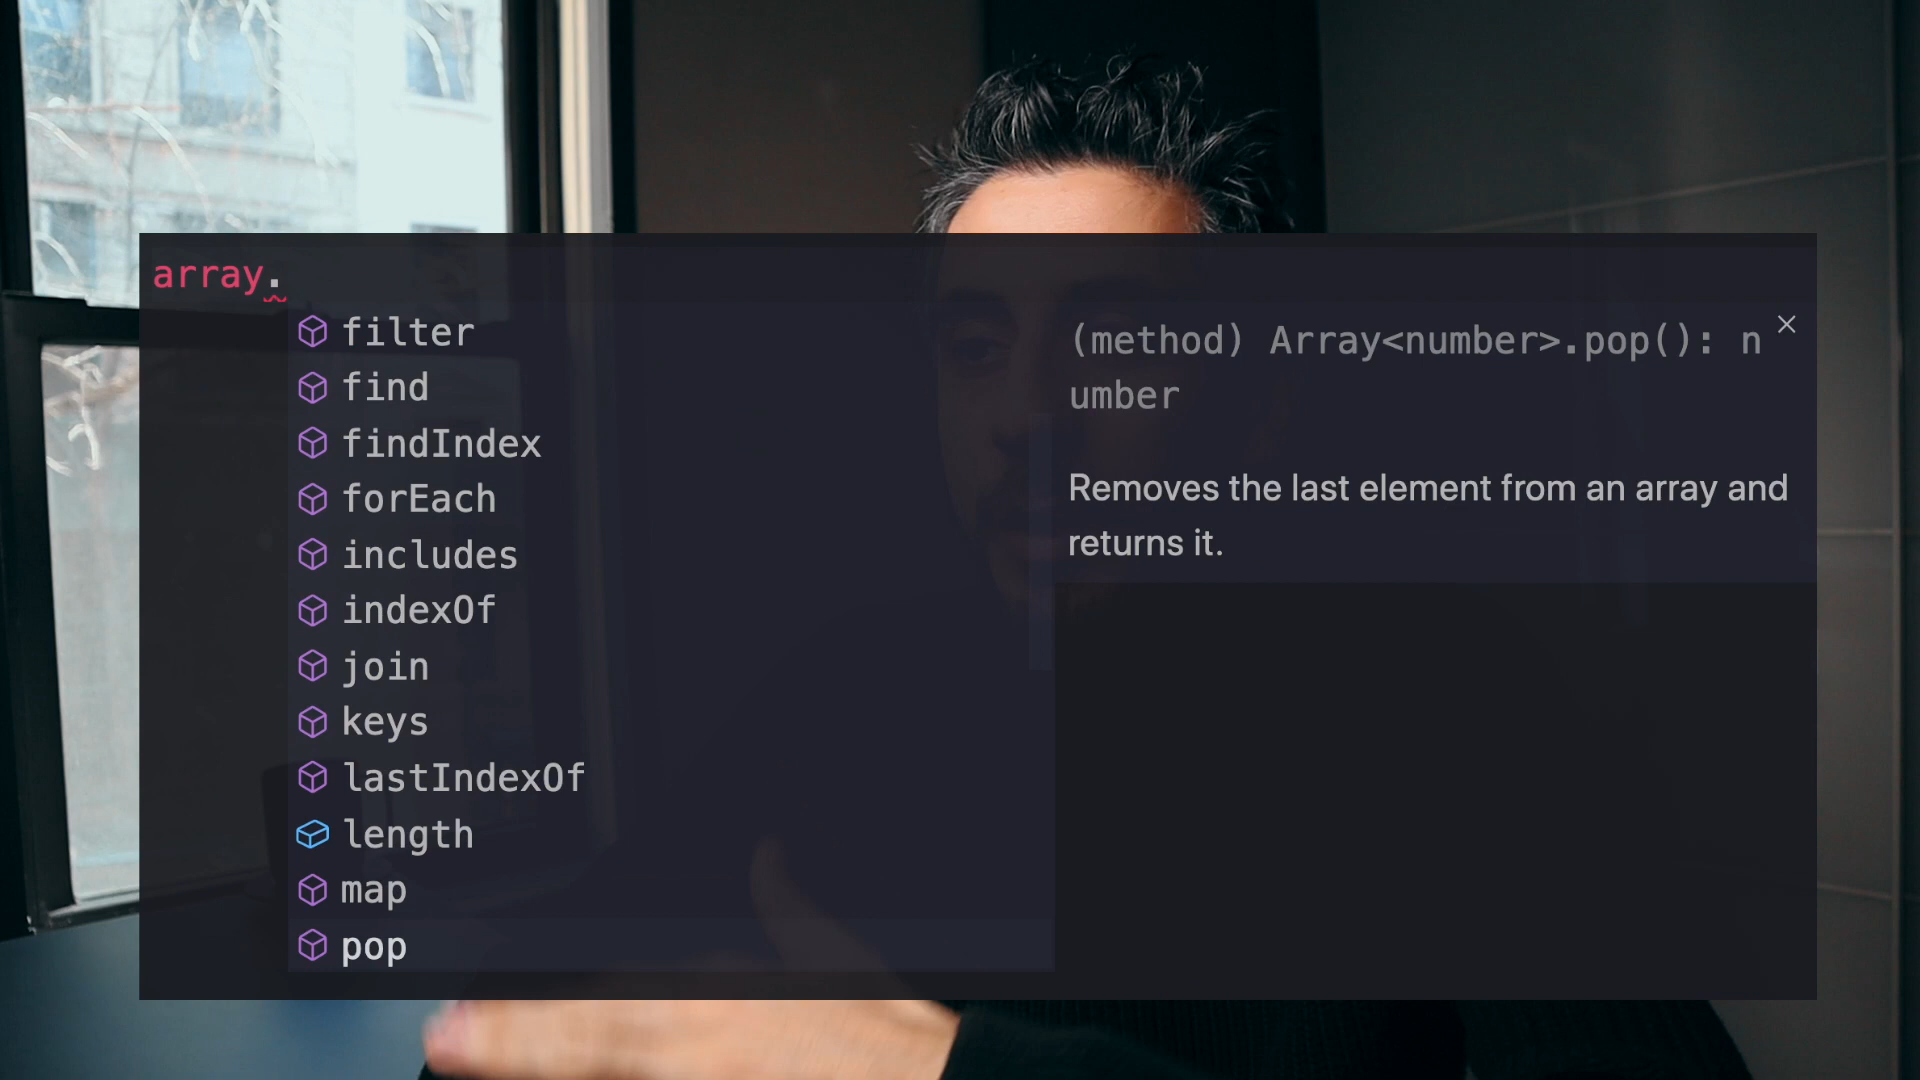 array.
filter
find
findIndex
forEach
includes
indexOf
join
keys
lastIndexOf
length
map
pop
(method) Array<number>.pop(): n
umber
Removes the last element from an array and
returns it.